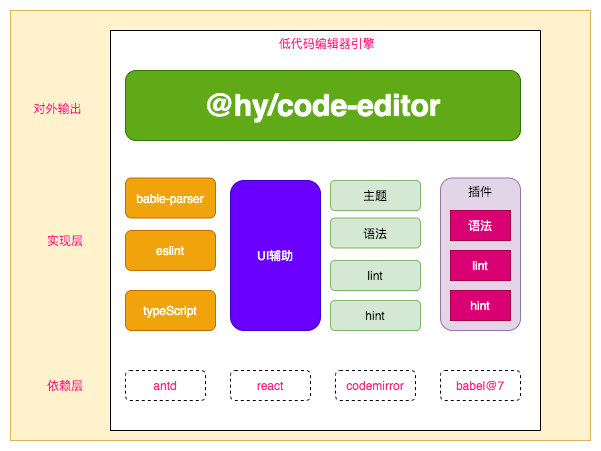 低代码编辑器引擎
对外输出
@hy/code-editor
实现层
bable-parser
eslint
typeScript
UI辅助
主题
语法
lint
hint
插件
语法
lint
hint
依赖层
antd
react
codemirror
babel@7